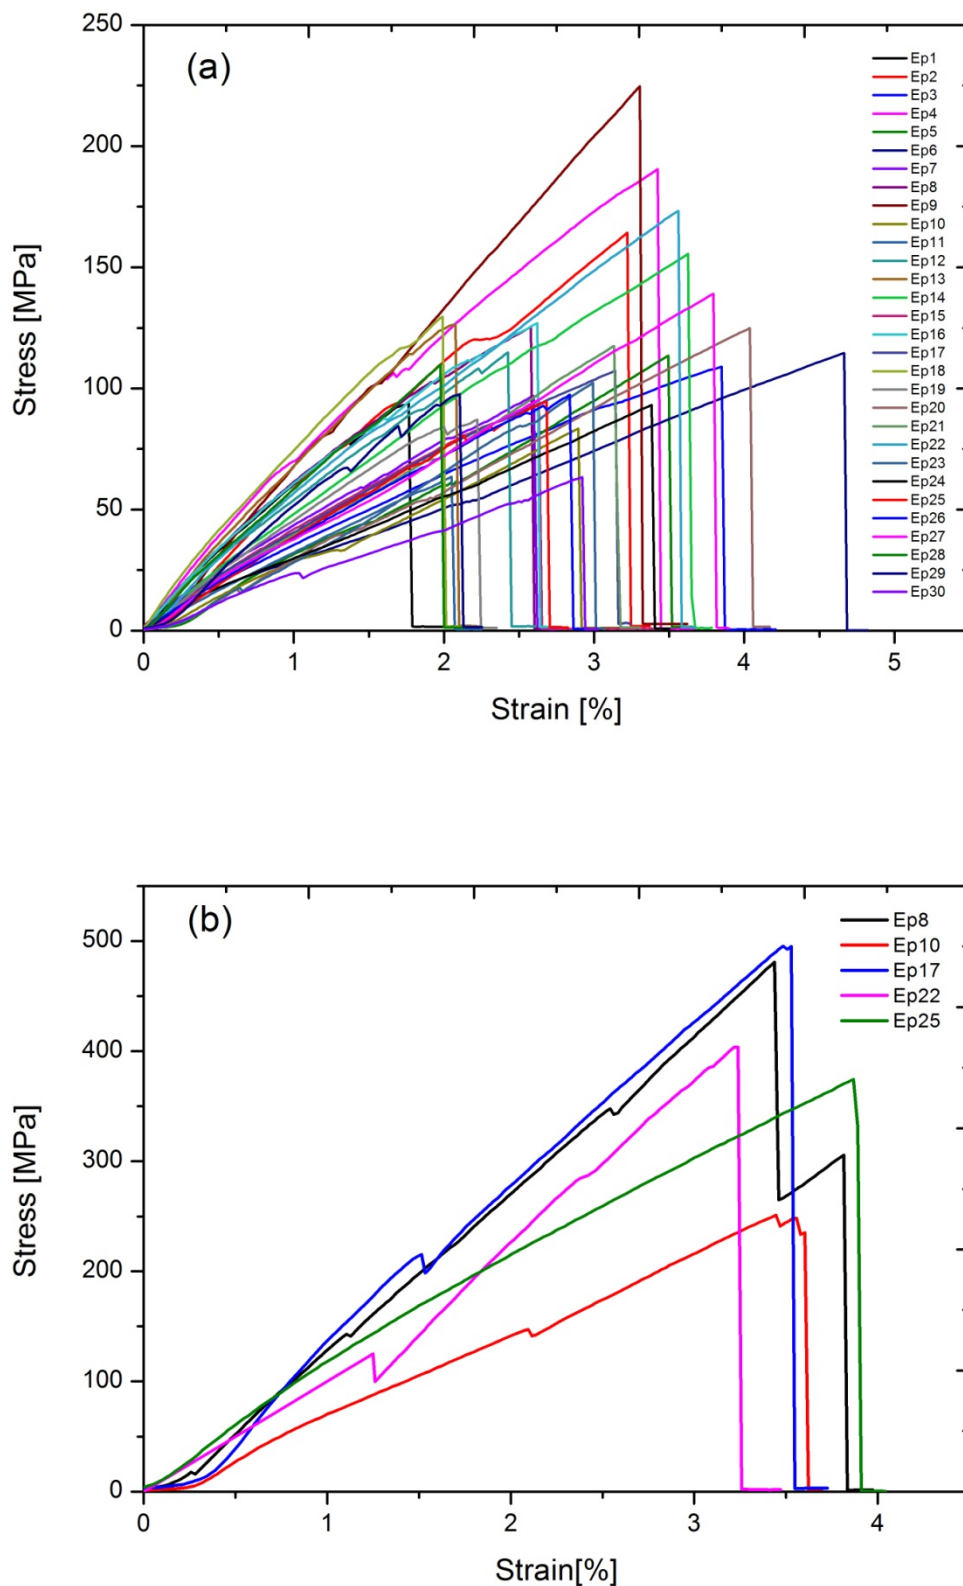 (a)
250
200
150
100
50
0
Stress [MPa]
0 1 2 3 4 5
Strain [%]
Ep1
Ep2
Ep3
Ep4
Ep5
Ep6
Ep7
Ep8
Ep9
Ep10
Ep11
Ep12
Ep13
Ep14
Ep15
Ep16
Ep17
Ep18
Ep19
Ep20
Ep21
Ep22
Ep23
Ep24
Ep25
Ep26
Ep27
Ep28
Ep29
Ep30
(b)
500
400
300
200
100
0
Stress [MPa]
0 1 2 3 4
Strain[%]
Ep8
Ep10
Ep17
Ep22
Ep25